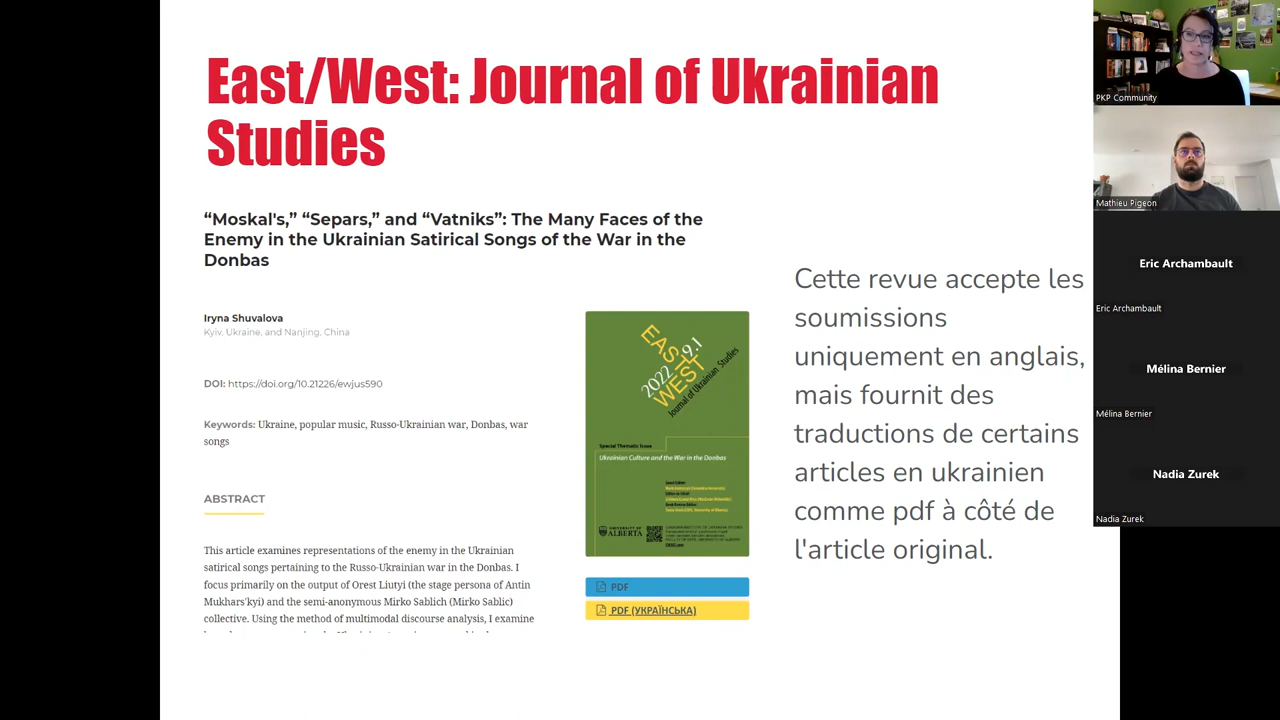 East/West: Journal of Ukrainian
Studies
“Moskal's,” “Separs,” and “Vatniks”: The Many Faces of the
Enemy in the Ukrainian Satirical Songs of the War in the
Donbas
Iryna Shuvalova
Kyiv, Ukraine, and Nanjing, China
DOI: https://doi.org/10.21226/ewjus590
Keywords: Ukraine, popular music, Russo-Ukrainian war, Donbas, war
songs
ABSTRACT
This article examines representations of the enemy in the Ukrainian
satirical songs pertaining to the Russo-Ukrainian war in the Donbas. I
focus primarily on the output of Orest Liutyi (the stage persona of Antin
Mukhars'kyi) and the semi-anonymous Mirko Sablich (Mirko Sablic)
collective. Using the method of multimodal discourse analysis, I examine
EAST
WEST
2022 9.1
Journal of Ukrainian Studies
Special Thematic Issue
Ukrainian Culture and the War in the Donbas
UNIVERSITY OF
ALBERTA
PDF
PDF (УКРАЇНСЬКА)
Cette revue accepte les
soumissions
uniquement en anglais,
mais fournit des
traductions de certains
articles en ukrainien
comme pdf à côté de
l'article original.
PKP Community
Mathieu Pigeon
Eric Archambault
Eric Archambault
Mélina Bernier
Mélina Bernier
Nadia Zurek
Nadia Zurek